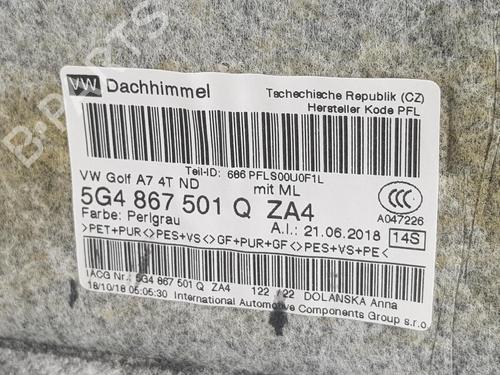 VW Dachhimmel
Tschechische Republik (CZ)
Hersteller Kode PFL
Teil-ID: 686 PFLS00U0F1L
VW Golf A7 4T ND
mit ML
5G4 867 501 Q ZA4
CCC
A047226
Farbe: Perlgrau
A.I.: 21.06.2018
14S
>PET+PUR<>PES+VS<>GF+PUR+GF<>PES+VS+PE<
IACG Nr.: 5G4 867 501 Q ZA4 122 / 22 DOLANSKA Anna
18/10/18 05:05:30 International Automotive Components Group s.r.o